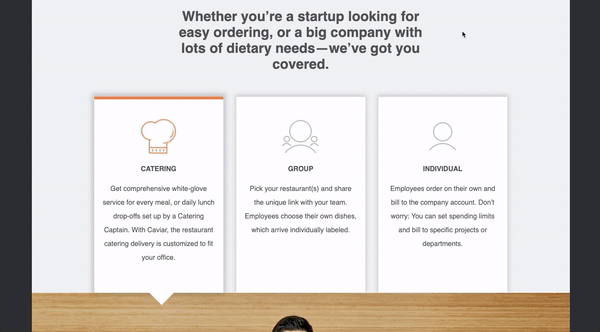 Whether you’re a startup looking for
easy ordering, or a big company with
lots of dietary needs—we’ve got you
covered.
CATERING
Get comprehensive white-glove
service for every meal, or daily lunch
drop-offs set up by a Catering
Captain. With Caviar, the restaurant
catering delivery is customized to fit
your office.
GROUP
Pick your restaurant(s) and share
the unique link with your team.
Employees choose their own dishes,
which arrive individually labeled.
INDIVIDUAL
Employees order on their own and
bill to the company account. Don’t
worry: You can set spending limits
and bill to specific projects or
departments.